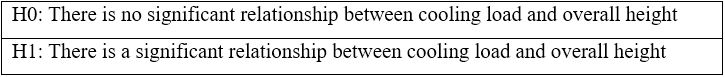 H0: There is no significant relationship between cooling load and overall height
H1: There is a significant relationship between cooling load and overall height